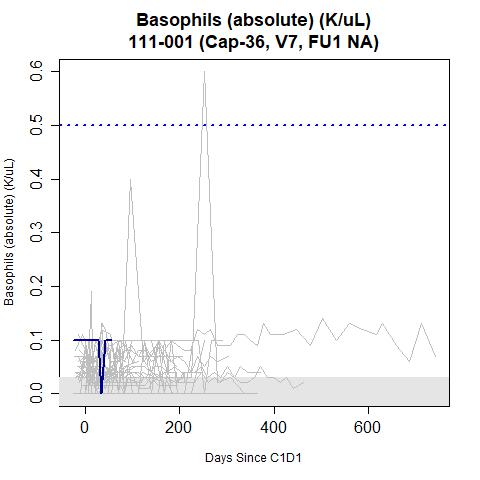 Basophils (absolute) (K/uL)
111-001 (Cap-36, V7, FU1 NA)
Basophils (absolute) (K/uL)
0.6
0.5
0.4
0.3
0.2
0.1
0.0
0 200 400 600
Days Since C1D1